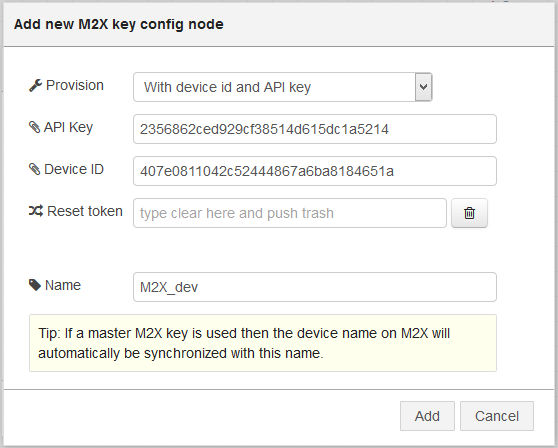 Add new M2X key config node
Provision With device id and API key
API Key 2356862ced929cf38514d615dc1a5214
Device ID 407e0811042c52444867a6ba8184651a
Reset token type clear here and push trash
Name M2X_dev
Tip: If a master M2X key is used then the device name on M2X will
automatically be synchronized with this name.
Add Cancel